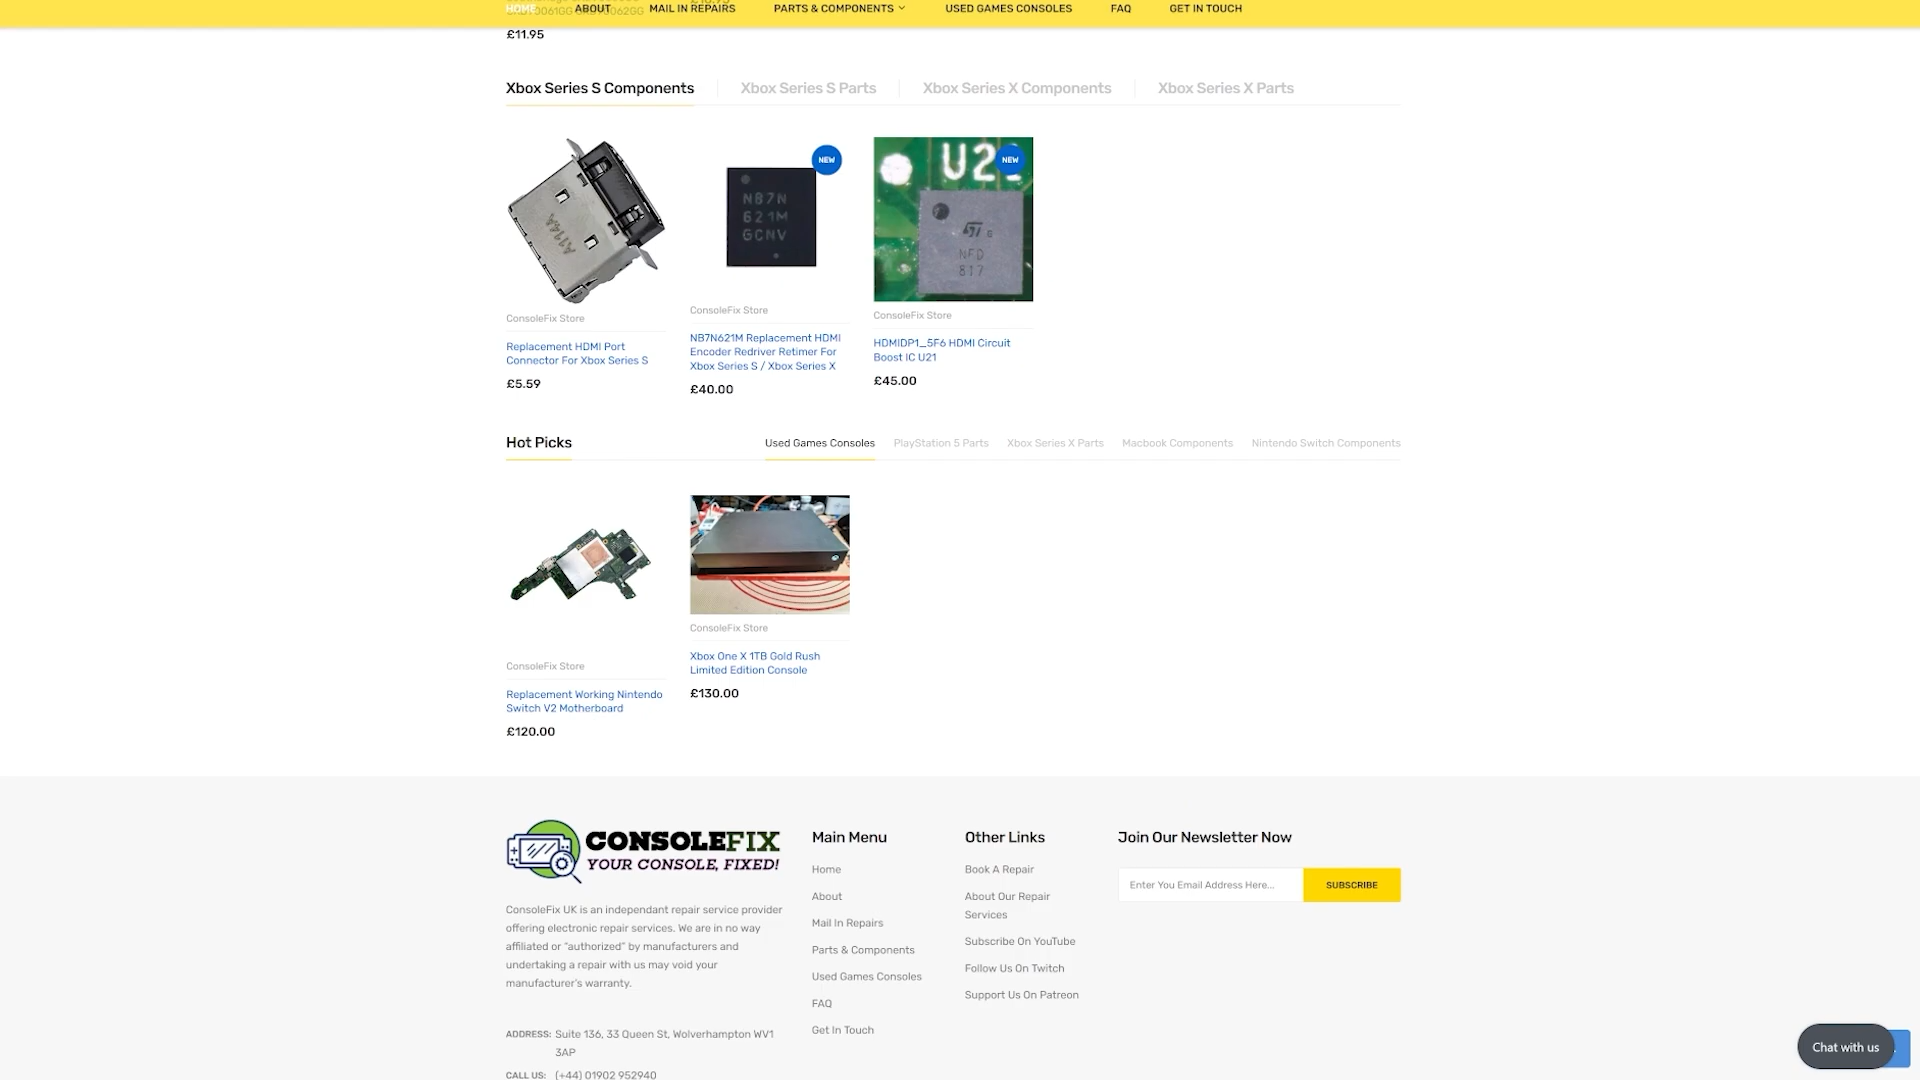 HOME
ABOUT
MAIL IN REPAIRS
PARTS & COMPONENTS
USED GAMES CONSOLES
FAQ
GET IN TOUCH
£11.95
Xbox Series S Components
Xbox Series S Parts
Xbox Series X Components
Xbox Series X Parts
A114A
NEW
NB7N
621M
GCNV
U21
NEW
NFD
817
ConsoleFix Store
Replacement HDMI Port
Connector For Xbox Series S
£5.59
ConsoleFix Store
NB7N621M Replacement HDMI
Encoder Redriver Retimer For
Xbox Series S / Xbox Series X
£40.00
ConsoleFix Store
HDMIDP1_5F6 HDMI Circuit
Boost IC U21
£45.00
Hot Picks
Used Games Consoles
PlayStation 5 Parts
Xbox Series X Parts
Macbook Components
Nintendo Switch Components
ConsoleFix Store
Replacement Working Nintendo
Switch V2 Motherboard
£120.00
ConsoleFix Store
Xbox One X 1TB Gold Rush
Limited Edition Console
£130.00
CONSOLEFIX
YOUR CONSOLE, FIXED!
ConsoleFix UK is an independant repair service provider
offering electronic repair services. We are in no way
affiliated or “authorized” by manufacturers and
undertaking a repair with us may void your
manufacturer’s warranty.
ADDRESS: Suite 136, 33 Queen St, Wolverhampton WV1
3AP
CALL US: (+44) 01902 952940
Main Menu
Home
About
Mail In Repairs
Parts & Components
Used Games Consoles
FAQ
Get In Touch
Other Links
Book A Repair
About Our Repair
Services
Subscribe On YouTube
Follow Us On Twitch
Support Us On Patreon
Join Our Newsletter Now
Enter You Email Address Here...
SUBSCRIBE
Chat with us